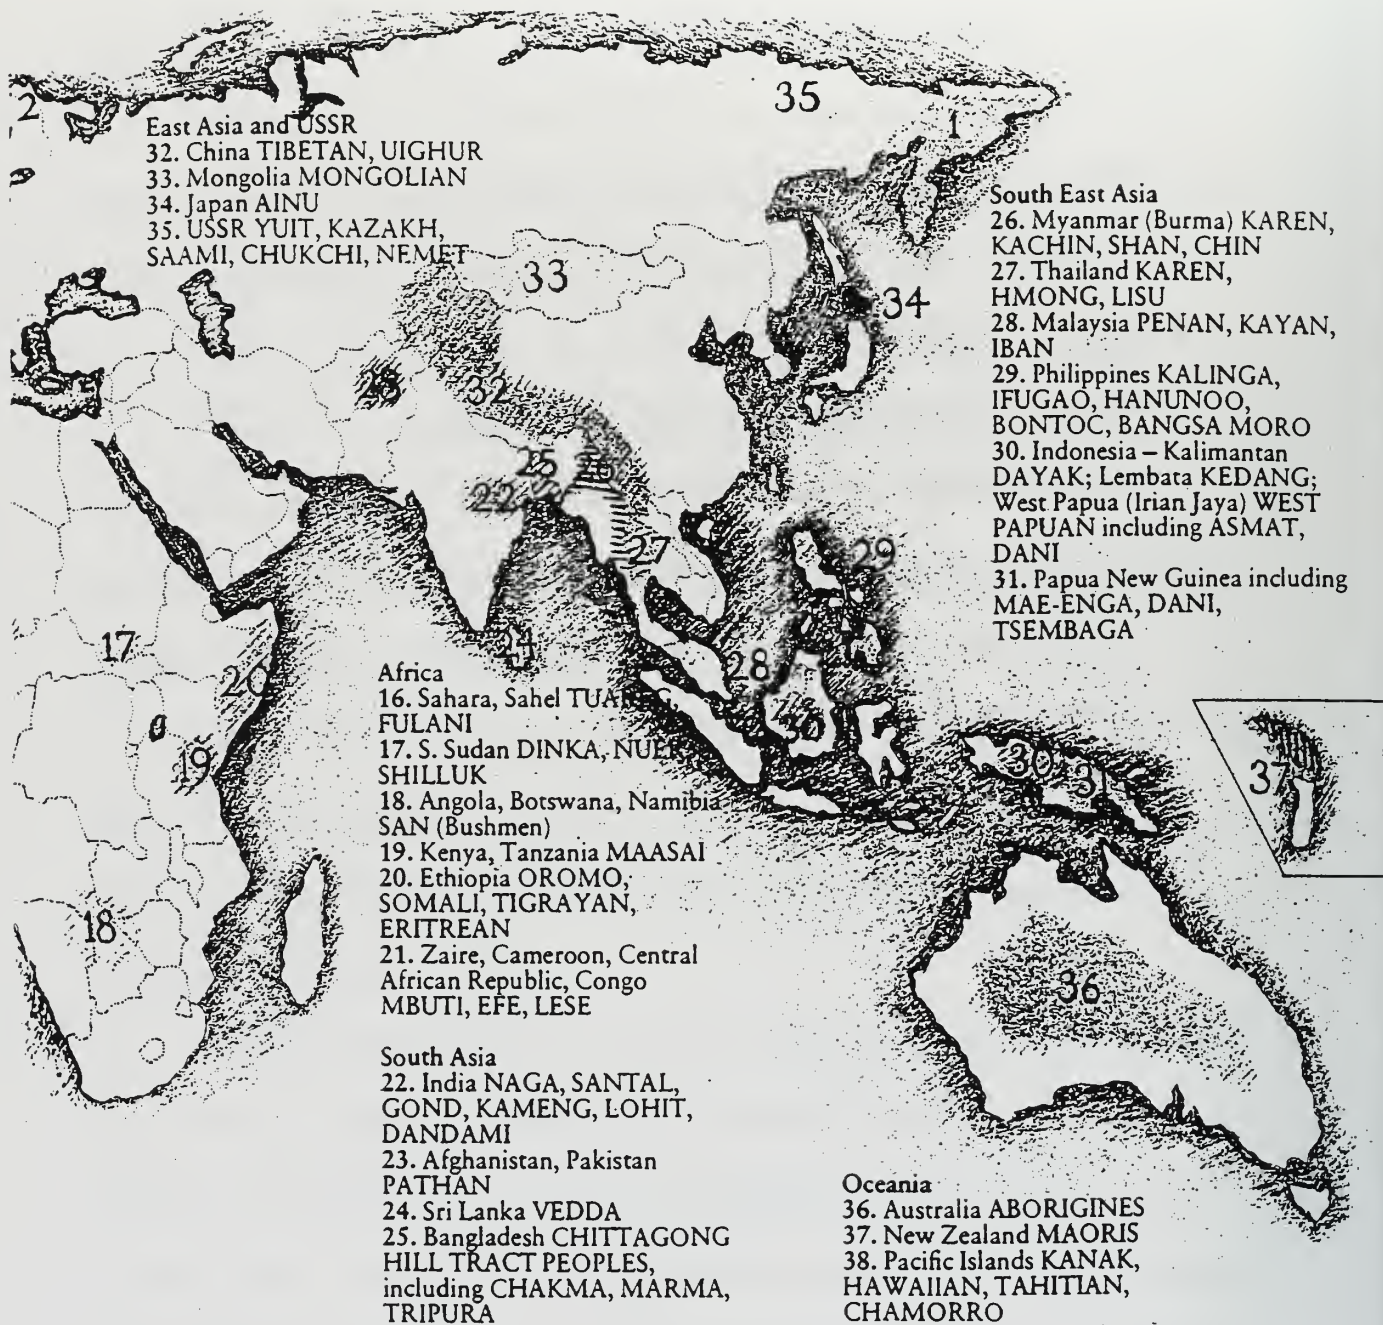 2
35
1
East Asia and USSR
32. China TIBETAN, UIGHUR
33. Mongolia MONGOLIAN
34. Japan AINU
35. USSR YUIT, KAZAKH,
SAAMI, CHUKCHI, NEMET
South East Asia
26. Myanmar (Burma) KAREN,
KACHIN, SHAN, CHIN
27. Thailand KAREN,
HMONG, LISU
28. Malaysia PENAN, KAYAN,
IBAN
29. Philippines KALINGA,
IFUGAO, HANUNOO,
BONTOC, BANGSA MORO
30. Indonesia – Kalimantan
DAYAK; Lembata KEDANG;
West Papua (Irian Jaya) WEST
PAPUAN including ASMAT,
DANI
31. Papua New Guinea including
MAE-ENGA, DANI,
TSEMBAGA
33
34
23
32
25
26
22
27
29
24
17
20
28
30
19
30
31
37
18
36
Africa
16. Sahara, Sahel TUAREG,
FULANI
17. S. Sudan DINKA, NUER,
SHILLUK
18. Angola, Botswana, Namibia
SAN (Bushmen)
19. Kenya, Tanzania MAASAI
20. Ethiopia OROMO,
SOMALI, TIGRAYAN,
ERITREAN
21. Zaire, Cameroon, Central
African Republic, Congo
MBUTI, EFE, LESE
South Asia
22. India NAGA, SANTAL,
GOND, KAMENG, LOHIT,
DANDAMI
23. Afghanistan, Pakistan
PATHAN
24. Sri Lanka VEDDA
25. Bangladesh CHITTAGONG
HILL TRACT PEOPLES,
including CHAKMA, MARMA,
TRIPURA
Oceania
36. Australia ABORIGINES
37. New Zealand MAORIS
38. Pacific Islands KANAK,
HAWAIIAN, TAHITIAN,
CHAMORRO